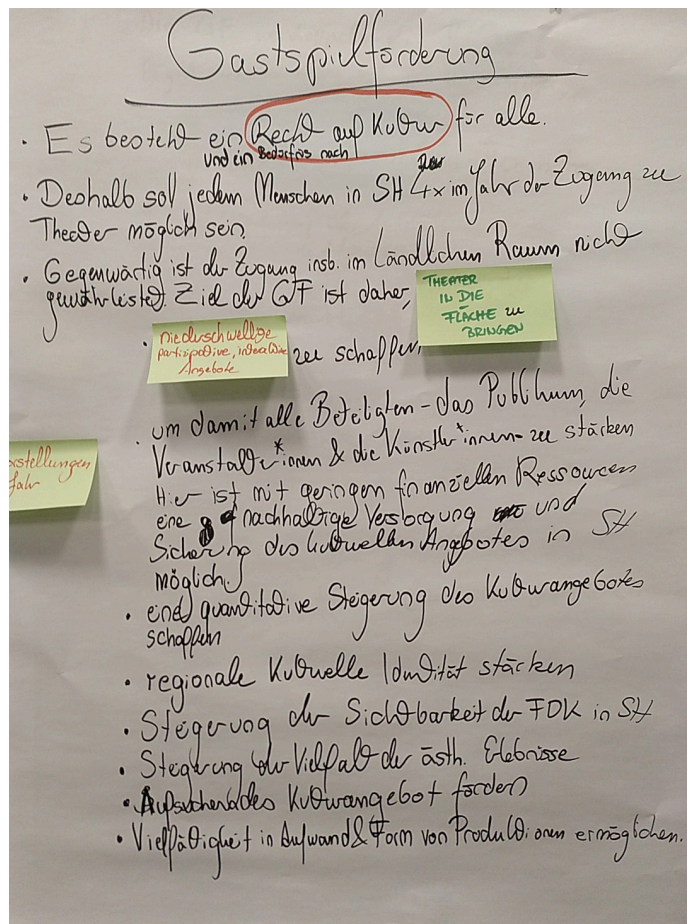 Gastspielförderung
• Es besteht ein Recht auf Kultur für alle.
und ein Bedürfnis nach
• Deshalb soll jedem Menschen in SH 4x im Jahr der Zugang zu
Theater möglich sein.
• Gegenwärtig ist der Zugang insb. im Ländlichen Raum nicht
gewährleistet. Ziel der GF ist daher,
THEATER
IN DIE
FLÄCHE zu
BRINGEN
• niederschwellige
partizipative, interaktive
Angebote
zu schaffen,
• um damit alle Beteiligten - das Publikum, die
Veranstalter*innen & die Künstler*innen zu stärken
Hier ist mit geringen finanziellen Ressourcen
eine nachhaltige Versorgung und
Sicherung des kulturellen Angebotes in SH
möglich.
orstellungen
Jahr
• eine quantitative Steigerung des Kulturangebotes
schaffen
• regionale Kulturelle Identität stärken
• Steigerung der Sichtbarkeit der FDK in SH
• Steigerung der Vielfalt der ästh. Erlebnisse
• Aufsuchendes Kulturangebot fördern
• Vielfältigkeit in Aufwand & Form von Produktionen ermöglichen.